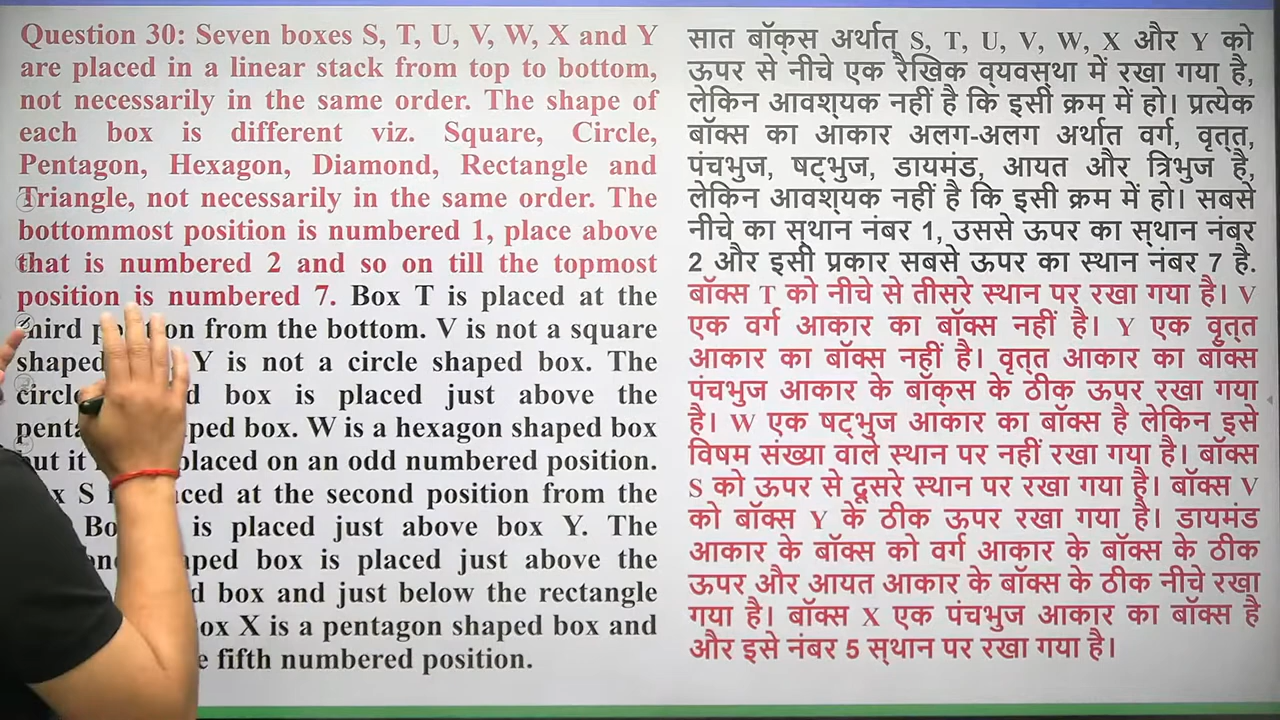 Question 30: Seven boxes S, T, U, V, W, X and Y
are placed in a linear stack from top to bottom,
not necessarily in the same order. The shape of
each box is different viz. Square, Circle,
Pentagon, Hexagon, Diamond, Rectangle and
Triangle, not necessarily in the same order. The
bottommost position is numbered 1, place above
that is numbered 2 and so on till the topmost
position is numbered 7. Box T is placed at the
third position from the bottom. V is not a square
shaped Y is not a circle shaped box. The
box is placed just above the
box. W is a hexagon shaped box
but it placed on an odd numbered position.
S at the second position from the
is placed just above box Y. The
box is placed just above the
box and just below the rectangle
X is a pentagon shaped box and
fifth numbered position.
सात बॉक्स अर्थात् S, T, U, V, W, X और Y को
ऊपर से नीचे एक रैखिक व्यवस्था में रखा गया है,
लेकिन आवश्यक नहीं है कि इसी क्रम में हो। प्रत्येक
बॉक्स का आकार अलग-अलग अर्थात वर्ग, वृत्त,
पंचभुज, षट्भुज, डायमंड, आयत और त्रिभुज है,
लेकिन आवश्यक नहीं है कि इसी क्रम में हो। सबसे
नीचे का स्थान नंबर 1, उससे ऊपर का स्थान नंबर
2 और इसी प्रकार सबसे ऊपर का स्थान नंबर 7 है.
बॉक्स T को नीचे से तीसरे स्थान पर रखा गया है। V
एक वर्ग आकार का बॉक्स नहीं है। Y एक वृत्त
आकार का बॉक्स नहीं है। वृत्त आकार का बॉक्स
पंचभुज आकार के बॉक्स के ठीक ऊपर रखा गया
है। W एक षट्भुज आकार का बॉक्स है लेकिन इसे
विषम संख्या वाले स्थान पर नहीं रखा गया है। बॉक्स
S को ऊपर से दूसरे स्थान पर रखा गया है। बॉक्स V
को बॉक्स Y के ठीक ऊपर रखा गया है। डायमंड
आकार के बॉक्स को वर्ग आकार के बॉक्स के ठीक
ऊपर और आयत आकार के बॉक्स के ठीक नीचे रखा
गया है। बॉक्स X एक पंचभुज आकार का बॉक्स है
और इसे नंबर 5 स्थान पर रखा गया है।